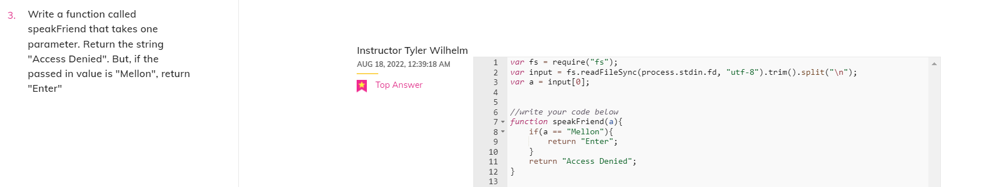 3. Write a function called
speakFriend that takes one
parameter. Return the string
"Access Denied". But, if the
passed in value is "Mellon", return
"Enter"
Instructor Tyler Wilhelm
AUG 18, 2022, 12:39:18 AM
Top Answer
1 var fs = require("fs");
2 var input = fs.readFileSync(process.stdin.fd, "utf-8").trim().split("\n");
3 var a = input[0];
4
5
6 //write your code below
7 function speakFriend(a){
8     if(a == "Mellon"){
9         return "Enter";
10     }
11     return "Access Denied";
12 }
13